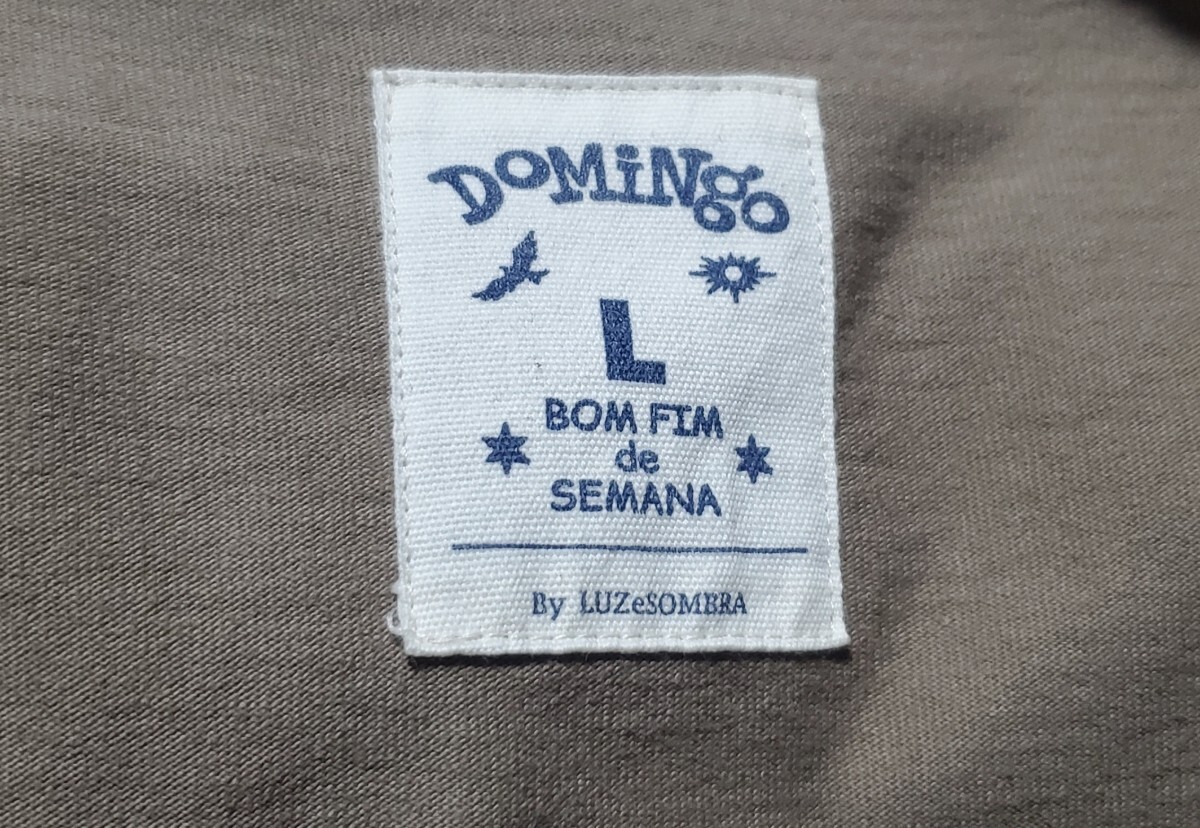 DOMiNgo
L
BOM FIM
de
SEMANA
By LUZeSOMBRA